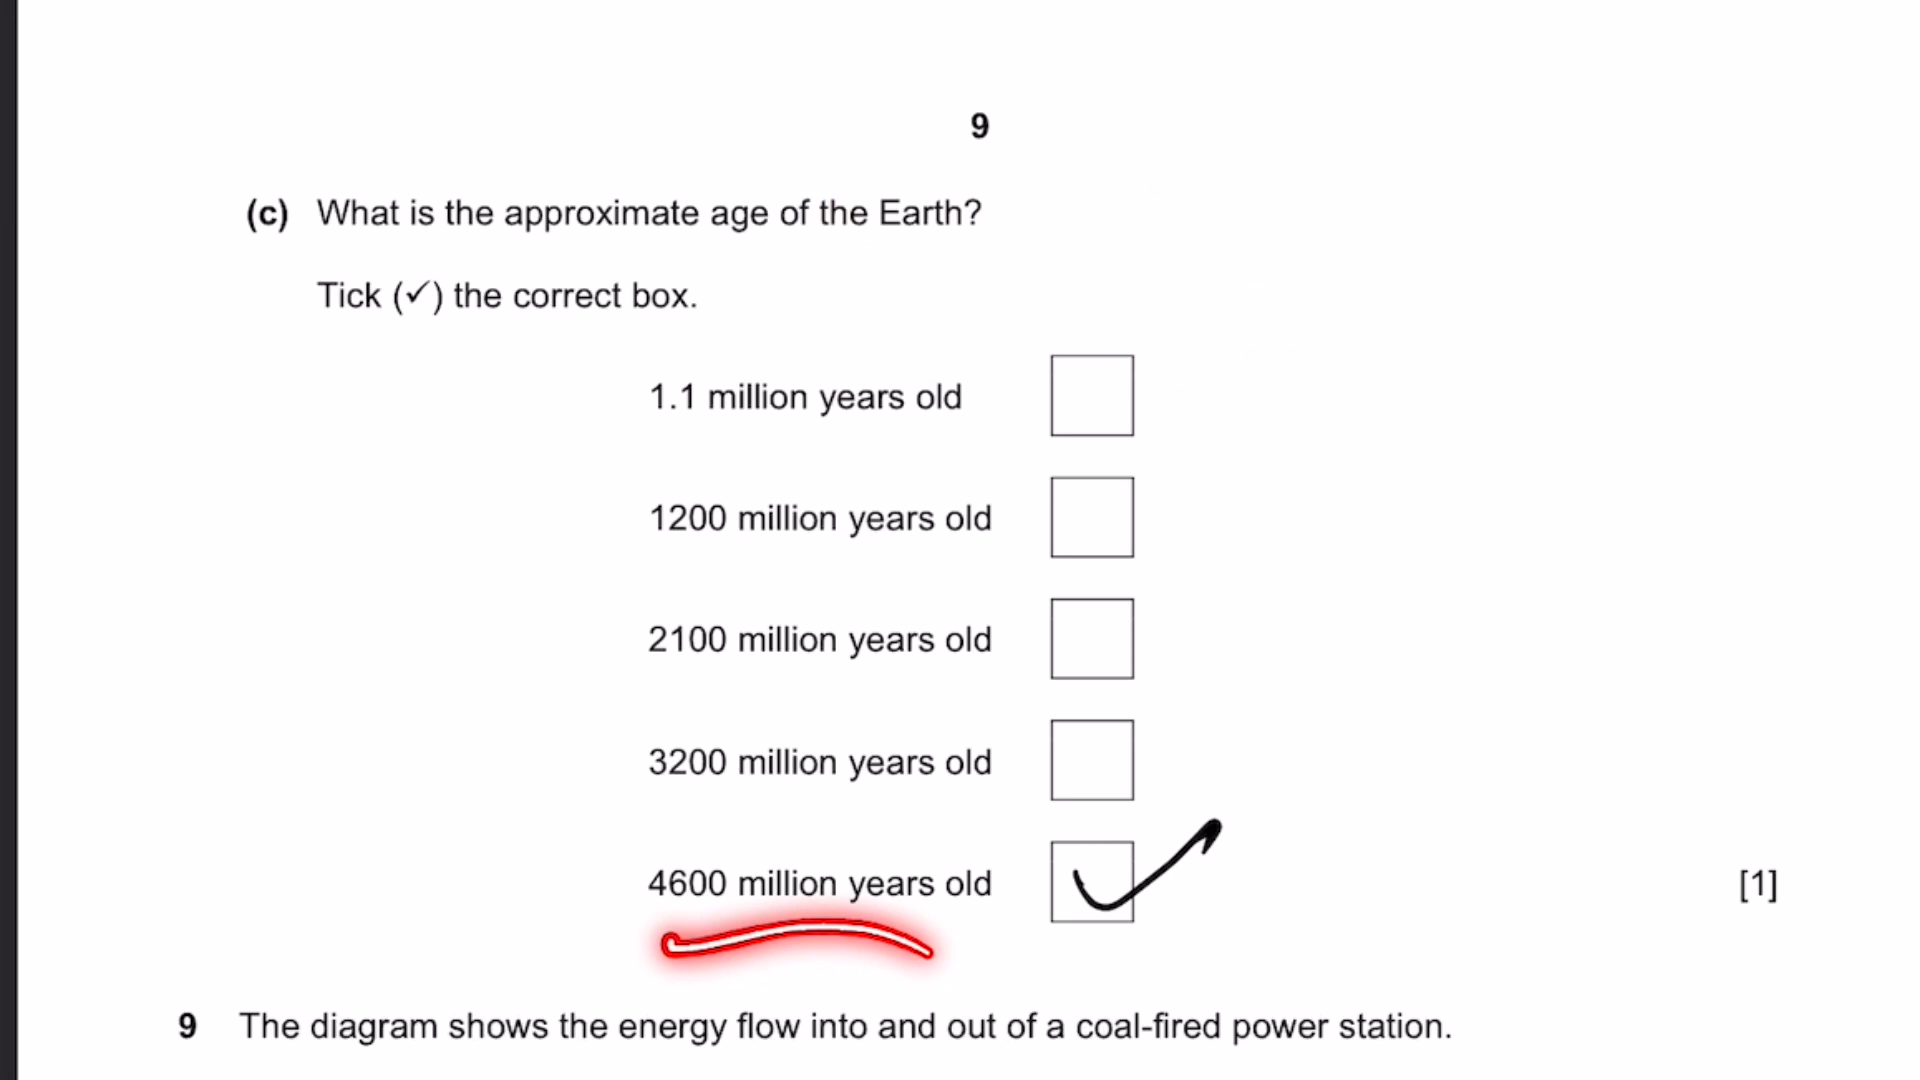 9
(c) What is the approximate age of the Earth?
Tick (✓) the correct box.
1.1 million years old
1200 million years old
2100 million years old
3200 million years old
4600 million years old ✓ [1]
9 The diagram shows the energy flow into and out of a coal-fired power station.